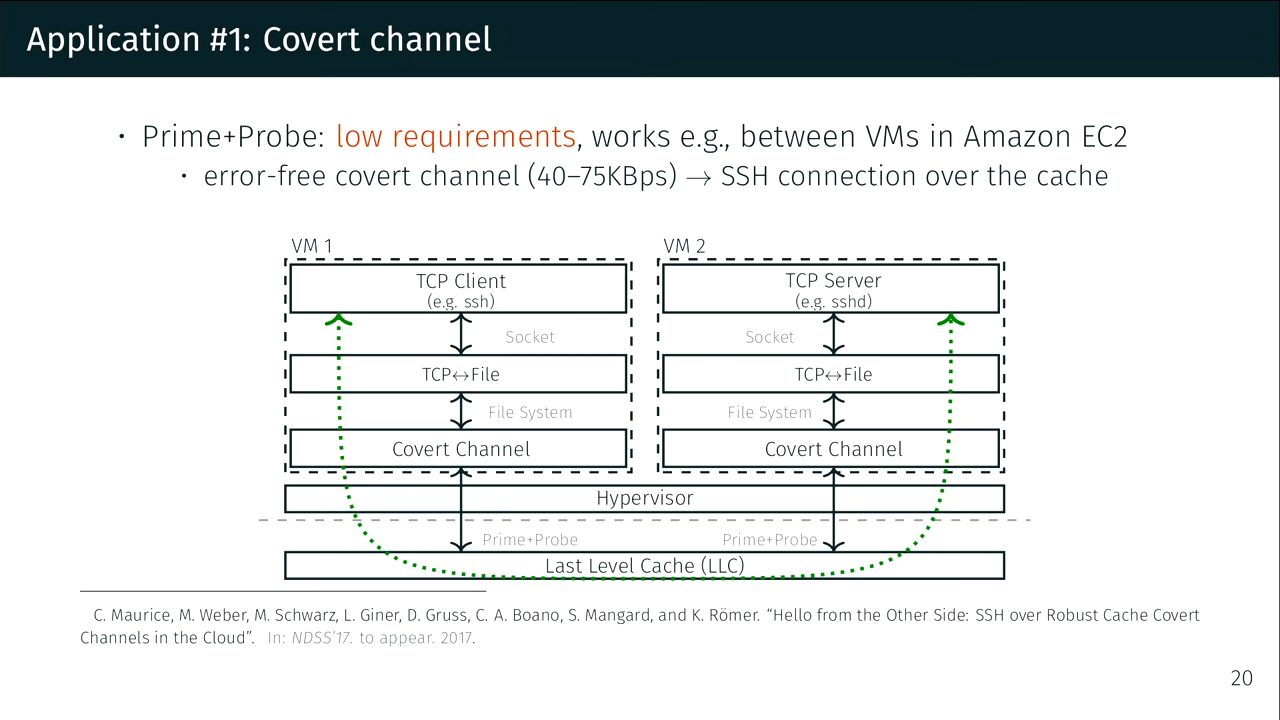 Application #1: Covert channel
· Prime+Probe: low requirements, works e.g., between VMs in Amazon EC2
· error-free covert channel (40–75KBps) → SSH connection over the cache
VM 1
VM 2
TCP Client
(e.g. ssh)
TCP Server
(e.g. sshd)
Socket
Socket
TCP↔File
TCP↔File
File System
File System
Covert Channel
Covert Channel
Hypervisor
Prime+Probe
Prime+Probe
Last Level Cache (LLC)
C. Maurice, M. Weber, M. Schwarz, L. Giner, D. Gruss, C. A. Boano, S. Mangard, and K. Römer. “Hello from the Other Side: SSH over Robust Cache Covert
Channels in the Cloud”. In: NDSS’17. to appear. 2017.
20